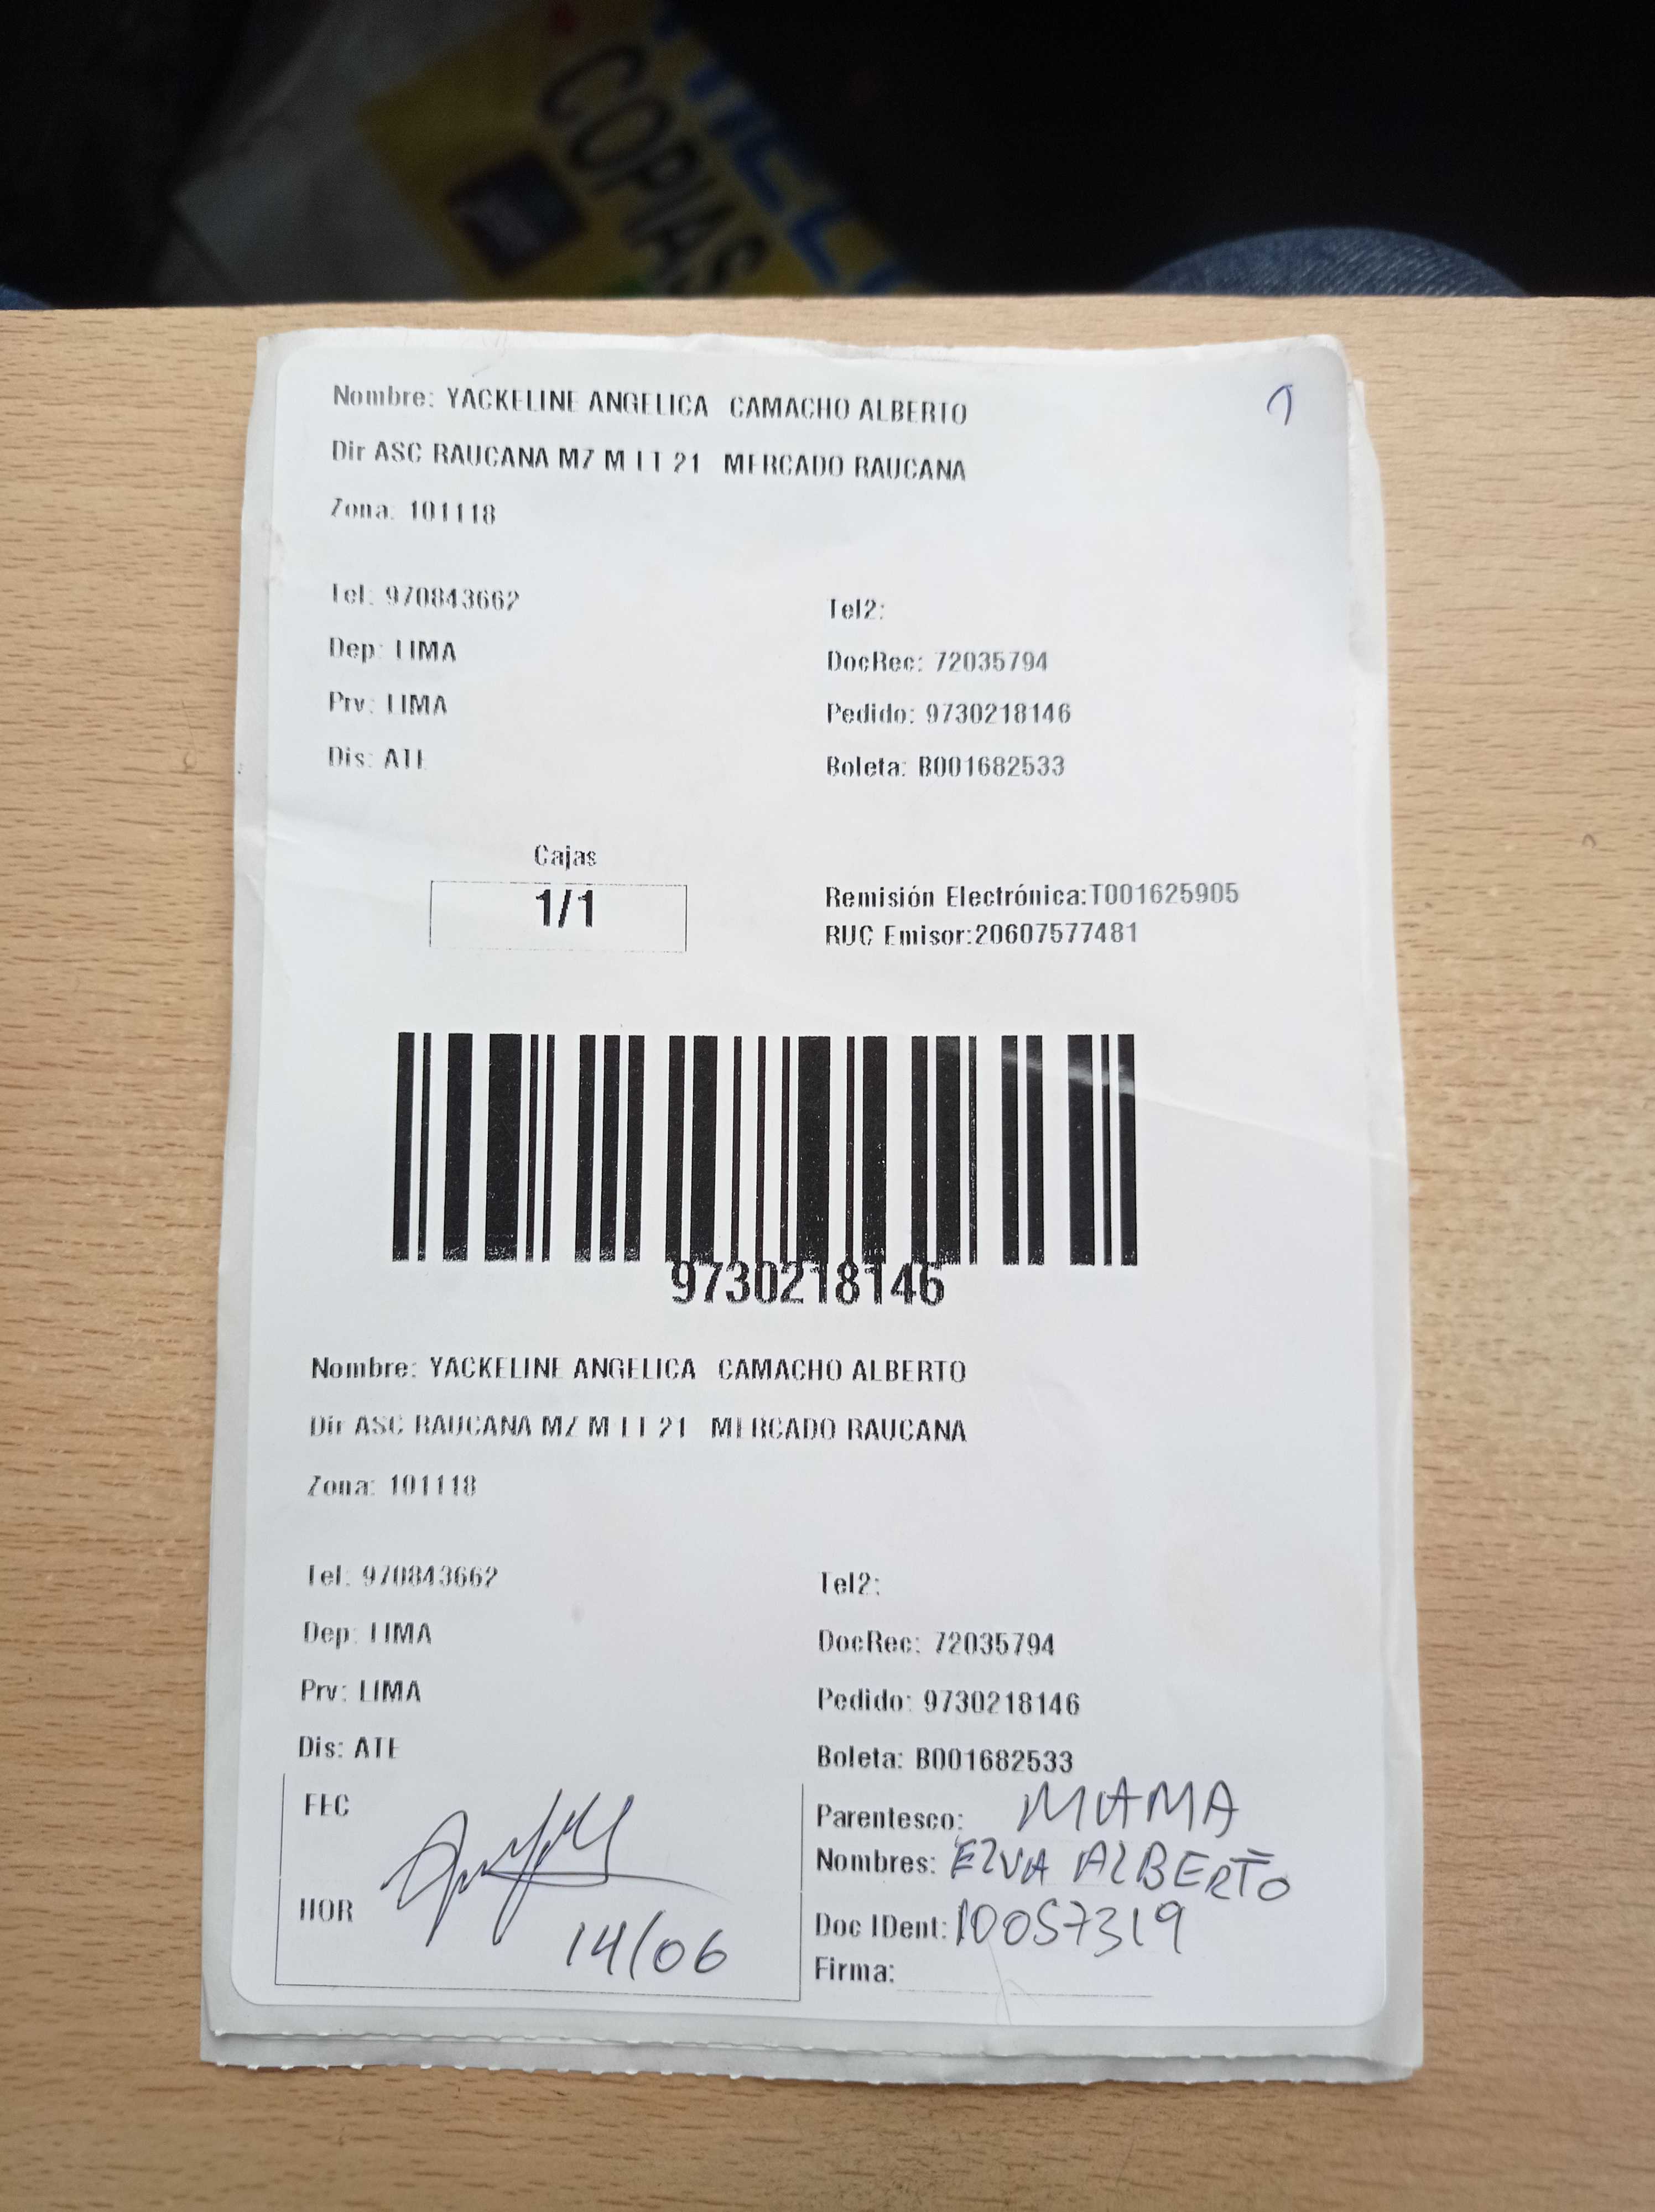 COPIAS
Nombre: YACKELINE ANGELICA CAMACHO ALBERTO
1
Dir ASC RAUCANA MZ M LT 21 MERCADO RAUCANA
Zona: 101118
Tel: 970843662 Tel2:
Dep: LIMA DocRec: 72035794
Prv: LIMA Pedido: 9730218146
Dis: ATE Boleta: B001682533
Cajas
1/1
Remisión Electrónica:T001625905
RUC Emisor:20607577481
9730218146
Nombre: YACKELINE ANGELICA CAMACHO ALBERTO
Dir ASC RAUCANA MZ M LT 21 MERCADO RAUCANA
Zona: 101118
Tel: 970843662 Tel2:
Dep: LIMA DocRec: 72035794
Prv: LIMA Pedido: 9730218146
Dis: ATE Boleta: B001682533
FEC
HOR
14/06
Parentesco: MAMA
Nombres: ELVA ALBERTO
Doc IDent: 10057319
Firma: